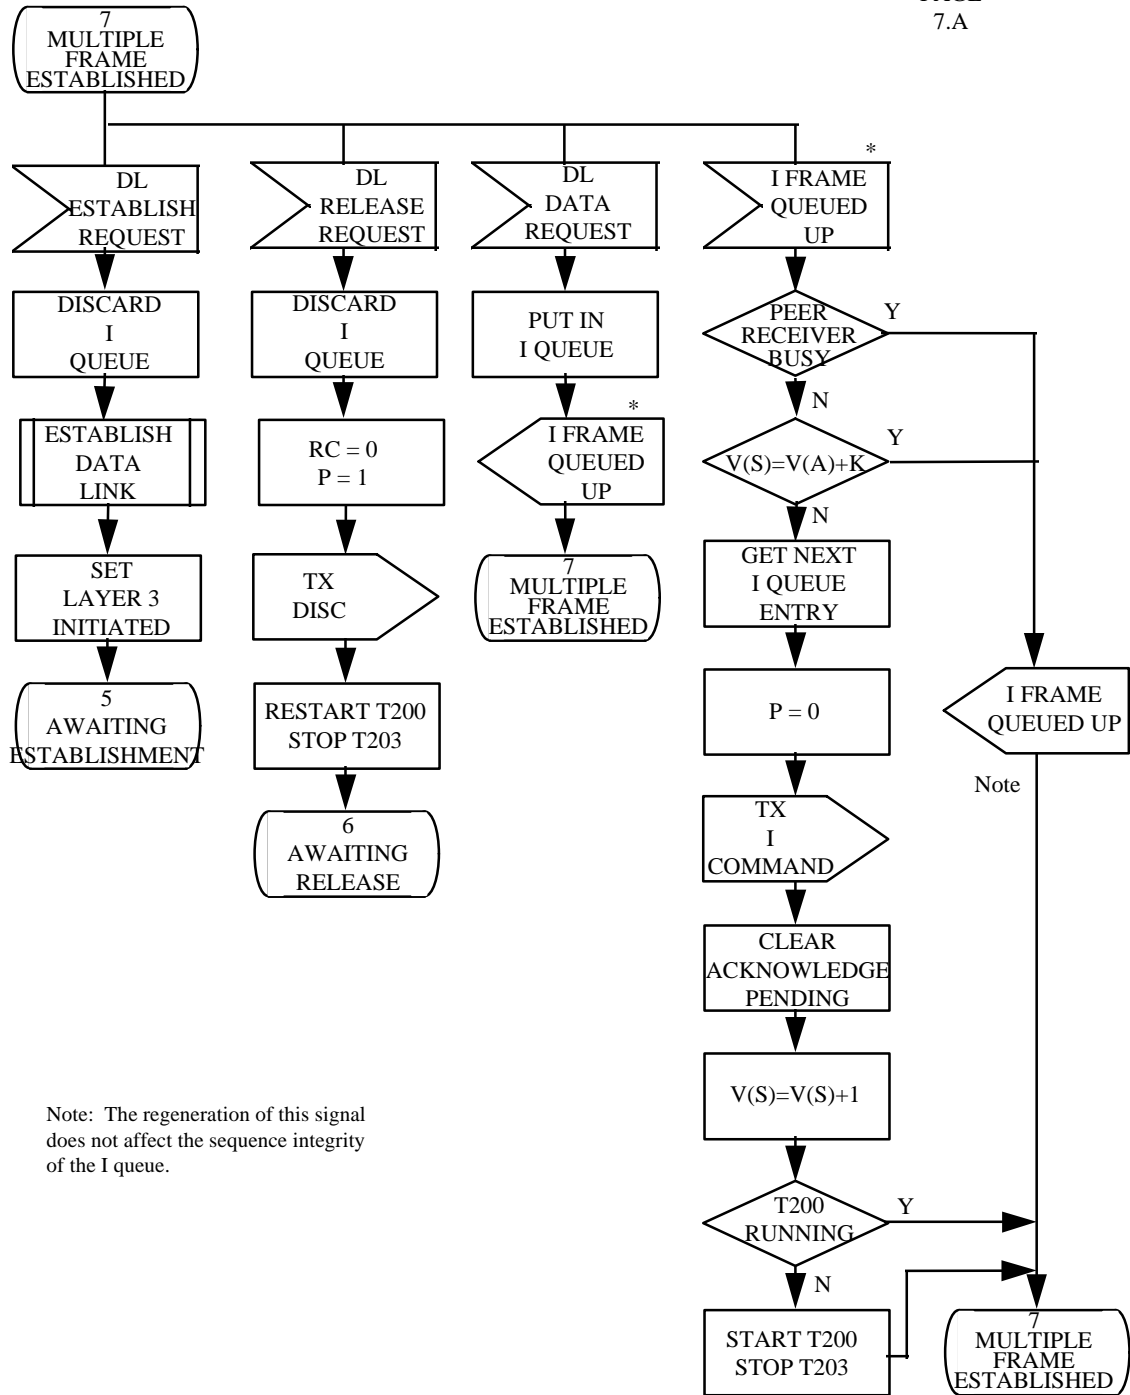 PAGE
7.A
7
MULTIPLE
FRAME
ESTABLISHED
DL
ESTABLISH
REQUEST
DISCARD
I
QUEUE
ESTABLISH
DATA
LINK
SET
LAYER 3
INITIATED
5
AWAITING
ESTABLISHMENT
DL
RELEASE
REQUEST
DISCARD
I
QUEUE
RC = 0
P = 1
TX
DISC
RESTART T200
STOP T203
6
AWAITING
RELEASE
DL
DATA
REQUEST
PUT IN
I QUEUE
*
I FRAME
QUEUED
UP
7
MULTIPLE
FRAME
ESTABLISHED
*
I FRAME
QUEUED
UP
PEER
RECEIVER
BUSY
Y
N
V(S)=V(A)+K
Y
N
GET NEXT
I QUEUE
ENTRY
P = 0
TX
I
COMMAND
CLEAR
ACKNOWLEDGE
PENDING
V(S)=V(S)+1
T200
RUNNING
Y
N
START T200
STOP T203
I FRAME
QUEUED UP
Note
7
MULTIPLE
FRAME
ESTABLISHED
Note: The regeneration of this signal
does not affect the sequence integrity
of the I queue.